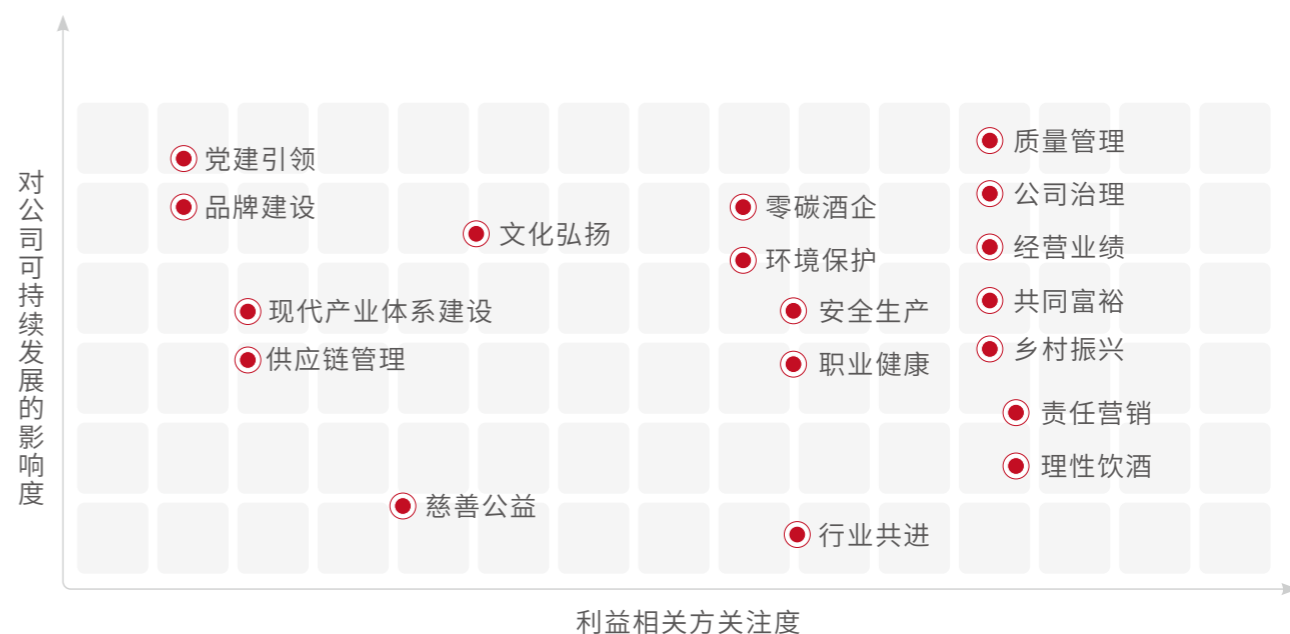 对公司可持续发展的影响度
质量管理
党建引领
公司治理
品牌建设
零碳酒企
文化弘扬
经营业绩
环境保护
共同富裕
现代产业体系建设
安全生产
乡村振兴
供应链管理
职业健康
责任营销
理性饮酒
慈善公益
行业共进
利益相关方关注度